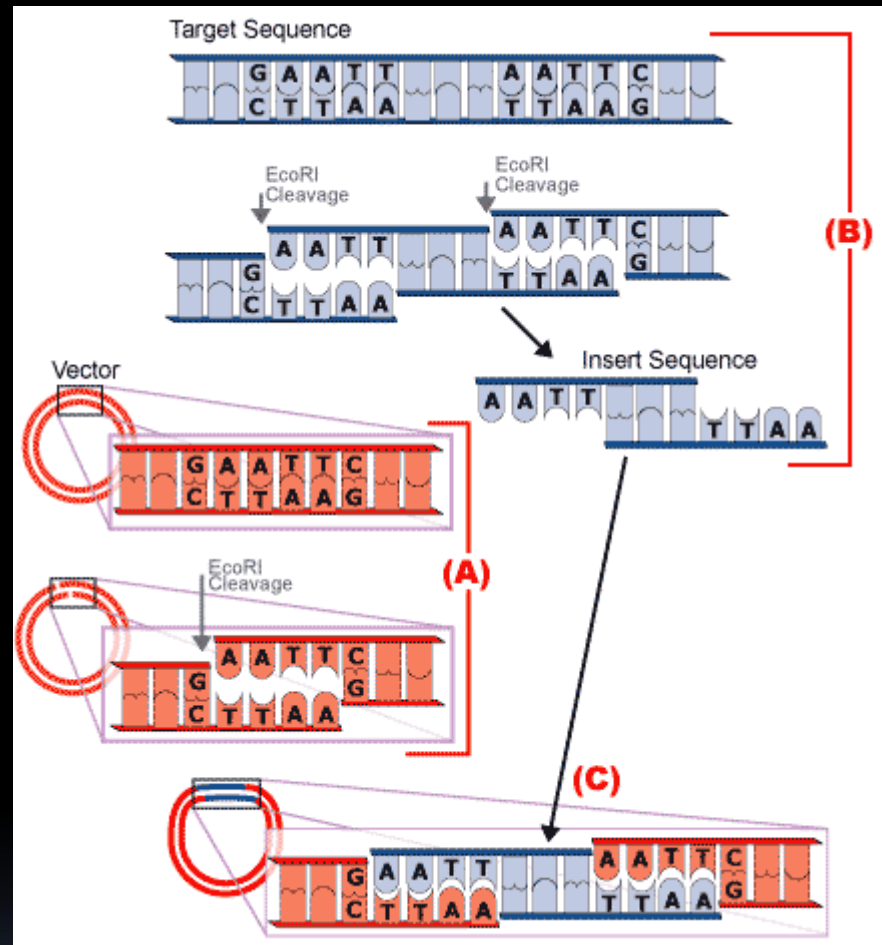 Target Sequence
G A A T T A A T T C
C T T A A T T A A G
EcoRI
Cleavage
EcoRI
Cleavage
(B)
A A T T
G
C T T A A
A A T T C
T T A A G
Insert Sequence
A A T T
T T A A
Vector
G A A T T C
C T T A A G
(A)
EcoRI
Cleavage
A A T T C
G G
C T T A A
(C)
G A A T T A A T T C
C T T A A T T A A G